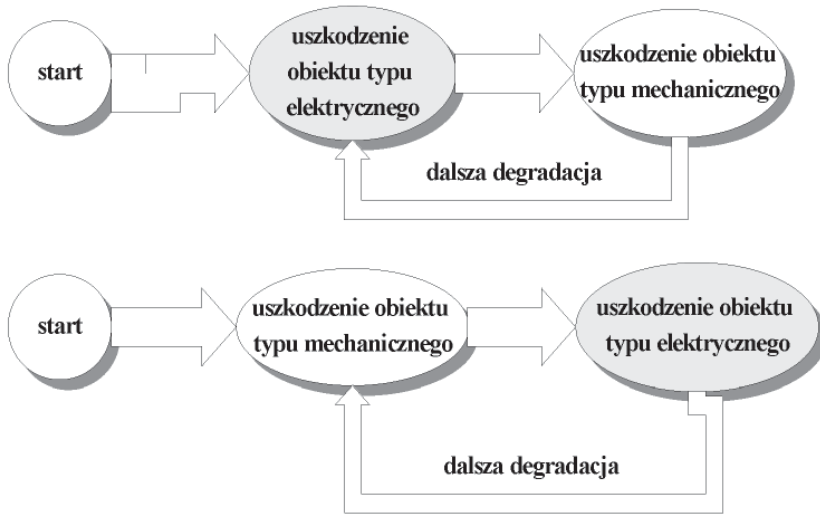 start
uszkodzenie
obiektu typu
elektrycznego
uszkodzenie obiektu
typu mechanicznego
dalsza degradacja
start
uszkodzenie obiektu
typu mechanicznego
uszkodzenie obiektu
typu elektrycznego
dalsza degradacja